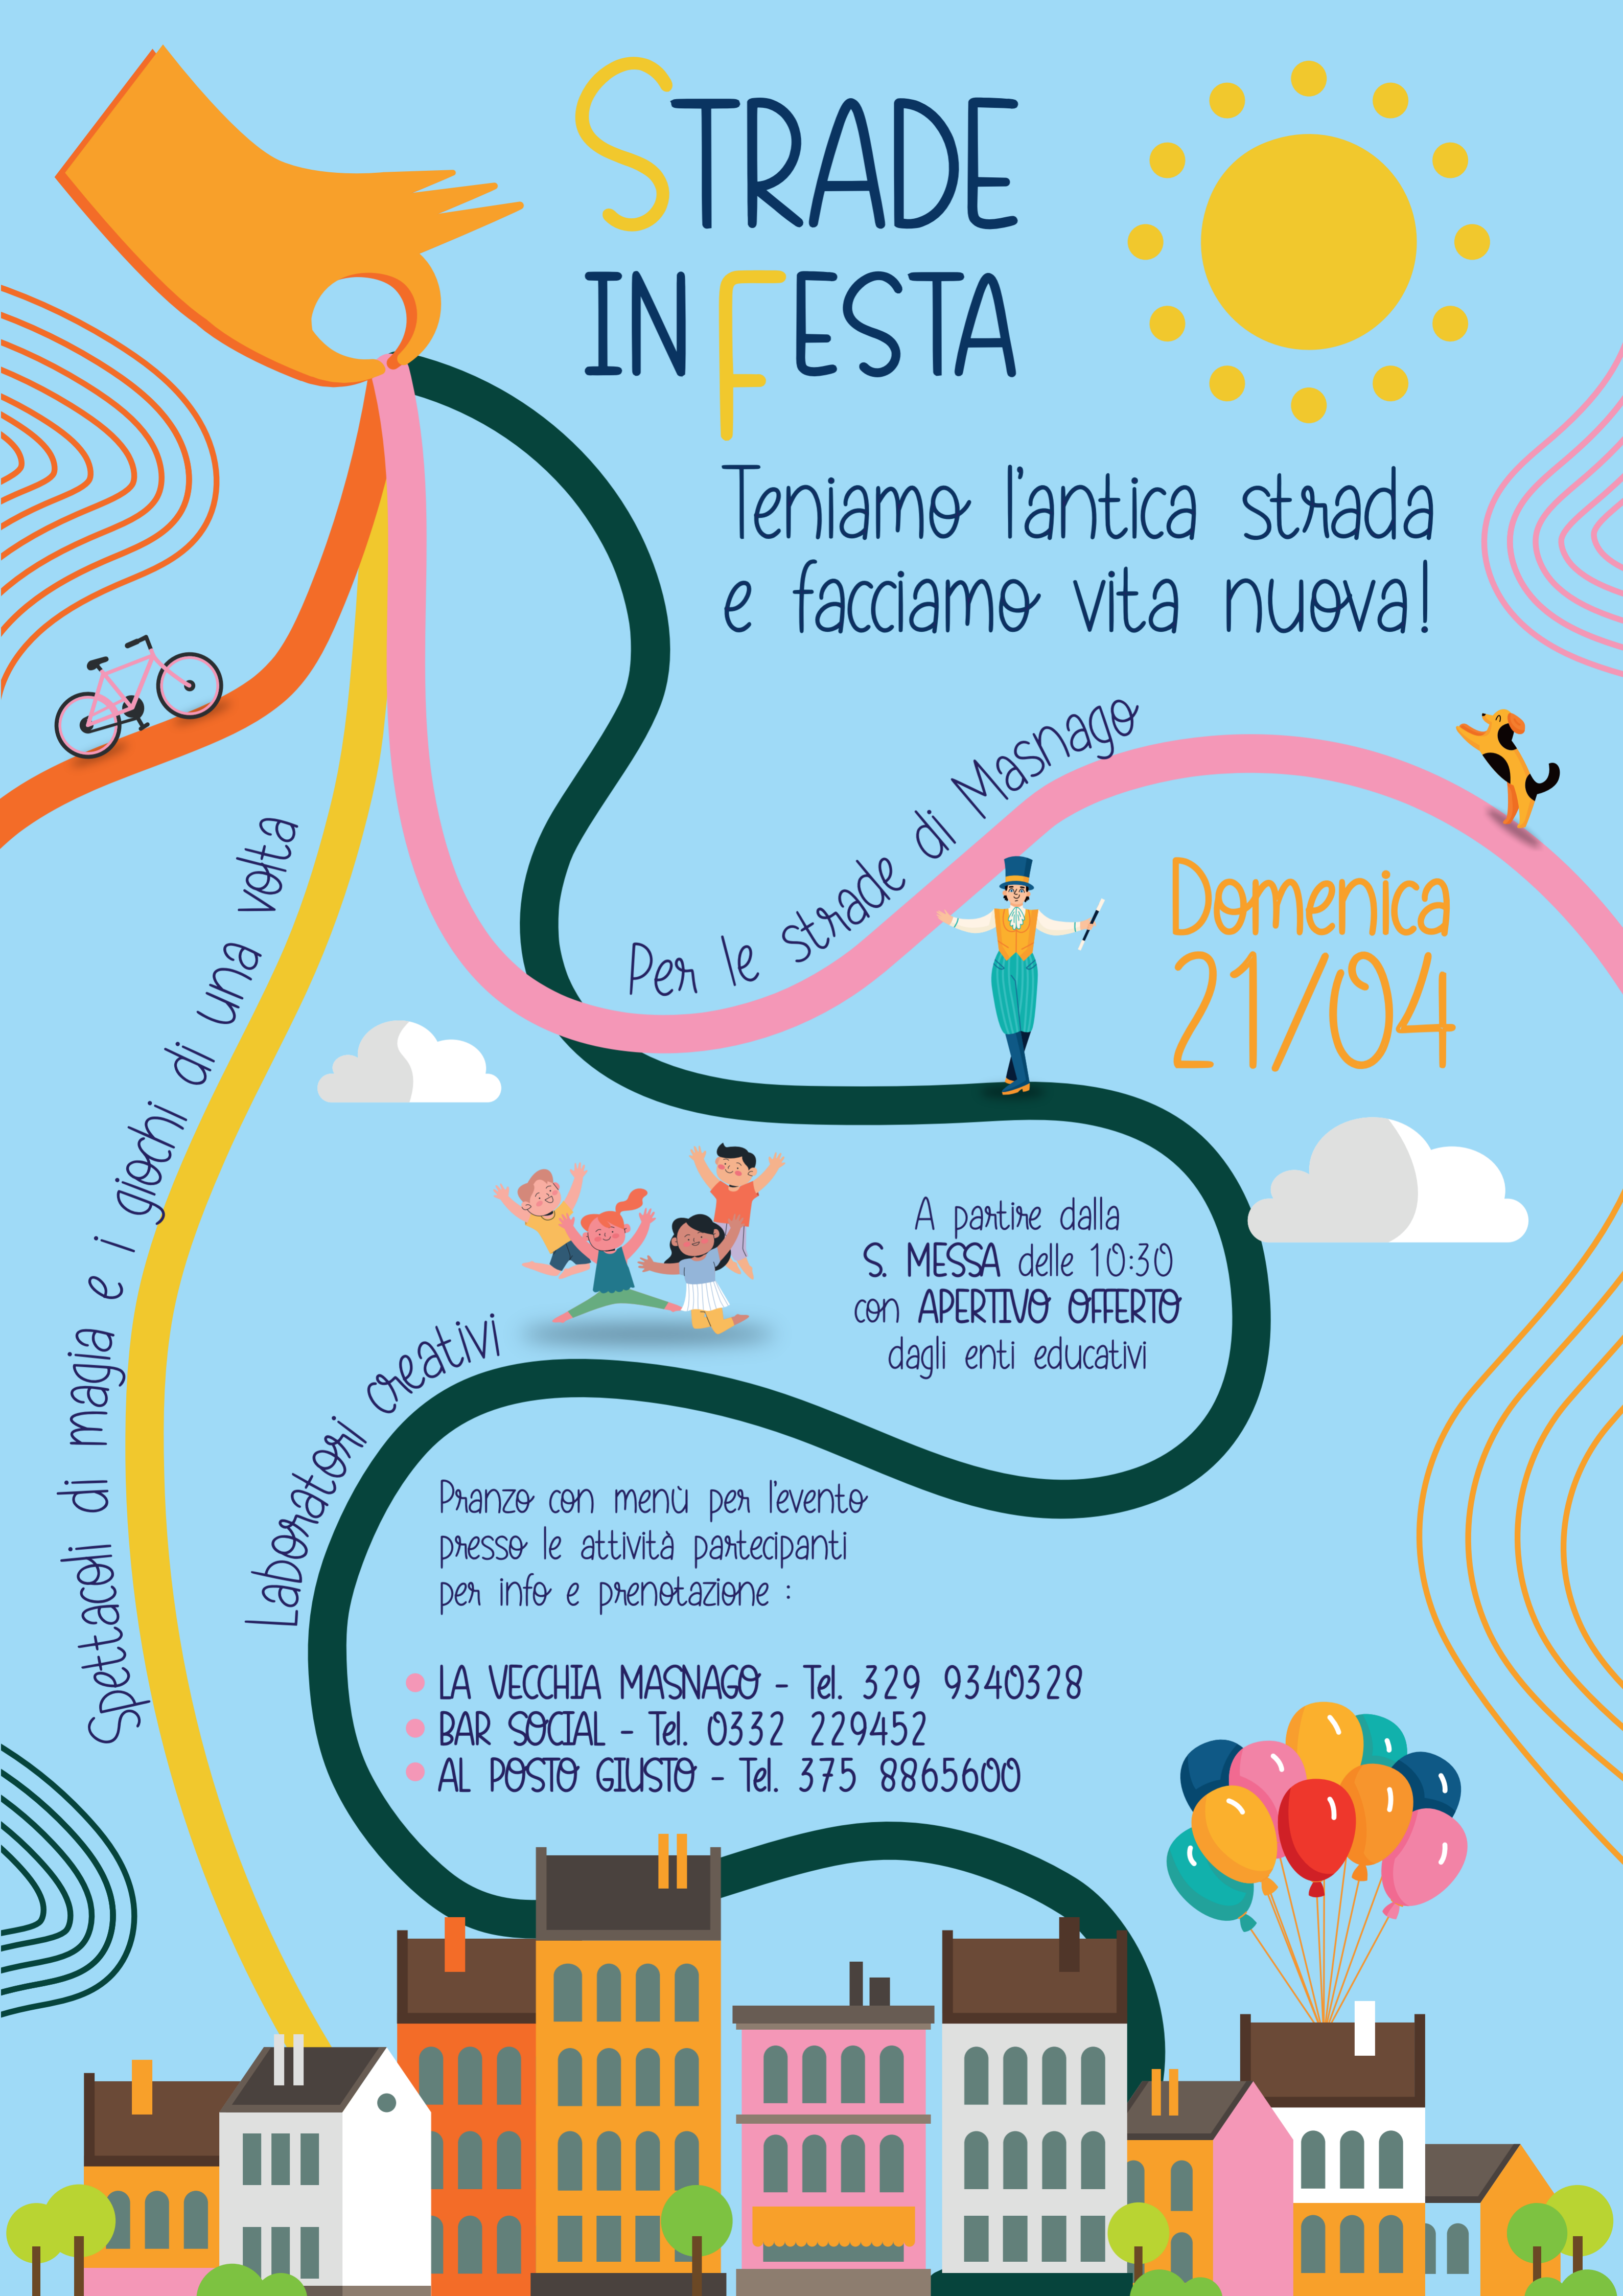 STRADE
IN FESTA
Teniamo l'antica strada
e facciamo vita nuova!
Per le strade di Masnago
Domenica
21/04
Spettacoli di magia e i giochi di una volta
A partire dalla
S. MESSA delle 10:30
con APERTIVO OFFERTO
dagli enti educativi
Laboratori creativi
Pranzo con menù per l'evento
presso le attività partecipanti
per info e prenotazione :
LA VECCHIA MASNAGO - Tel. 329 9340328
BAR SOCIAL - Tel. 0332 229452
AL POSTO GIUSTO - Tel. 375 8865600